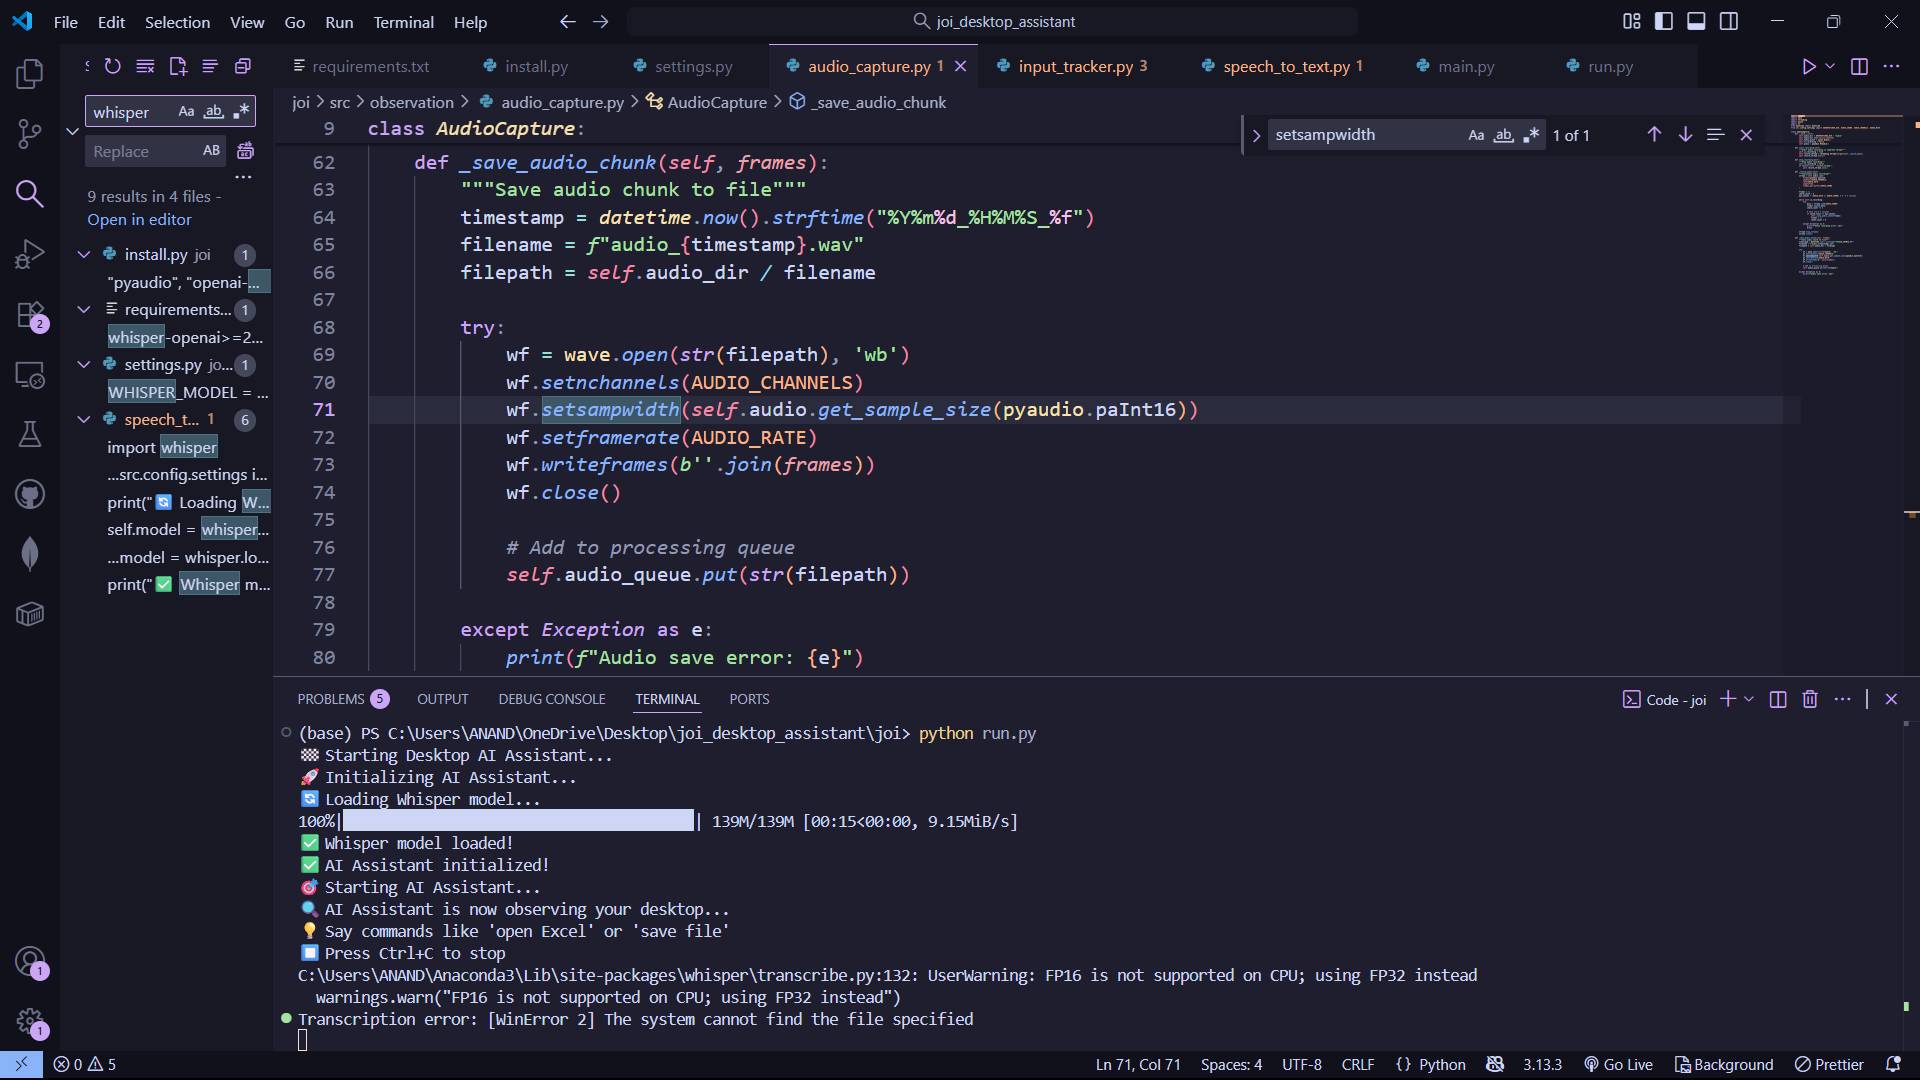 File Edit Selection View Go Run Terminal Help
joi_desktop_assistant
whisper Aa ab
Replace AB
9 results in 4 files -
Open in editor
install.py joi 1
"pyaudio", "openai-...
requirements... 1
whisper-openai>=2...
settings.py jo... 1
WHISPER_MODEL = ...
speech_t... 1 6
import whisper
...src.config.settings i...
print("🔄 Loading W...
self.model = whisper...
...model = whisper.lo...
print("✅ Whisper m...
2
1
1
requirements.txt install.py settings.py audio_capture.py 1 input_tracker.py 3 speech_to_text.py 1 main.py run.py
joi > src > observation > audio_capture.py > AudioCapture > _save_audio_chunk
setsampwidth Aa ab 1 of 1
9 class AudioCapture:
62 def _save_audio_chunk(self, frames):
63 """Save audio chunk to file"""
64 timestamp = datetime.now().strftime("%Y%m%d_%H%M%S_%f")
65 filename = f"audio_{timestamp}.wav"
66 filepath = self.audio_dir / filename
67
68 try:
69 wf = wave.open(str(filepath), 'wb')
70 wf.setnchannels(AUDIO_CHANNELS)
71 wf.setsampwidth(self.audio.get_sample_size(pyaudio.paInt16))
72 wf.setframerate(AUDIO_RATE)
73 wf.writeframes(b''.join(frames))
74 wf.close()
75
76 # Add to processing queue
77 self.audio_queue.put(str(filepath))
78
79 except Exception as e:
80 print(f"Audio save error: {e}")
PROBLEMS 5 OUTPUT DEBUG CONSOLE TERMINAL PORTS
Code - joi
(base) PS C:\Users\ANAND\OneDrive\Desktop\joi_desktop_assistant\joi> python run.py
🏁 Starting Desktop AI Assistant...
🚀 Initializing AI Assistant...
🔄 Loading Whisper model...
100%| | 139M/139M [00:15<00:00, 9.15MiB/s]
✅ Whisper model loaded!
✅ AI Assistant initialized!
🎯 Starting AI Assistant...
🔍 AI Assistant is now observing your desktop...
💡 Say commands like 'open Excel' or 'save file'
⏹️ Press Ctrl+C to stop
C:\Users\ANAND\Anaconda3\Lib\site-packages\whisper\transcribe.py:132: UserWarning: FP16 is not supported on CPU; using FP32 instead
warnings.warn("FP16 is not supported on CPU; using FP32 instead")
Transcription error: [WinError 2] The system cannot find the file specified
0 5
Ln 71, Col 71 Spaces: 4 UTF-8 CRLF {} Python 3.13.3 Go Live Background Prettier